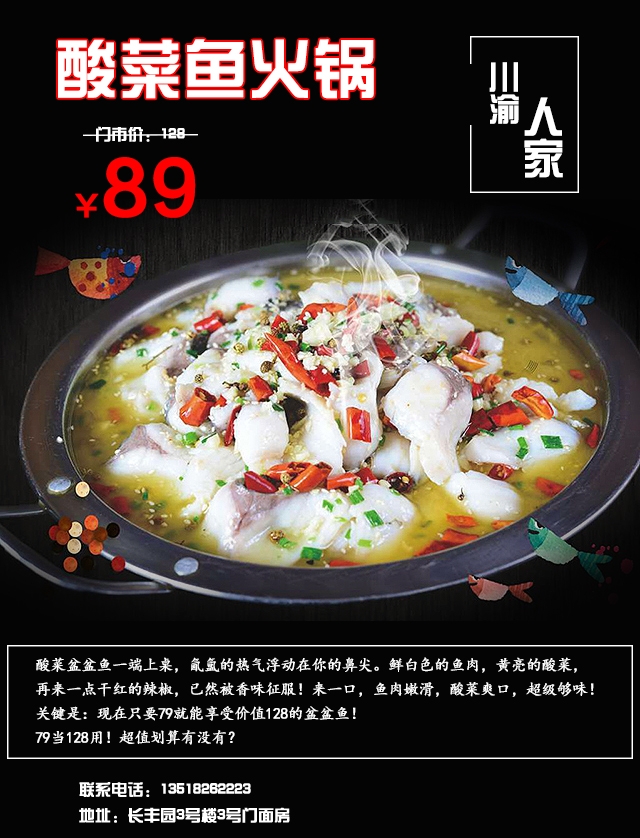 酸菜鱼火锅
川渝
人家
门市价：128
¥89
酸菜盆盆鱼一端上桌，氤氲的热气浮动在你的鼻尖。鲜白色的鱼肉，黄亮的酸菜，
再来一点干红的辣椒，已然被香味征服！来一口，鱼肉嫩滑，酸菜爽口，超级够味！
关键是：现在只要79就能享受价值128的盆盆鱼！
79当128用！超值划算有没有？
联系电话：13518262223
地址：长丰园3号楼3号门面房